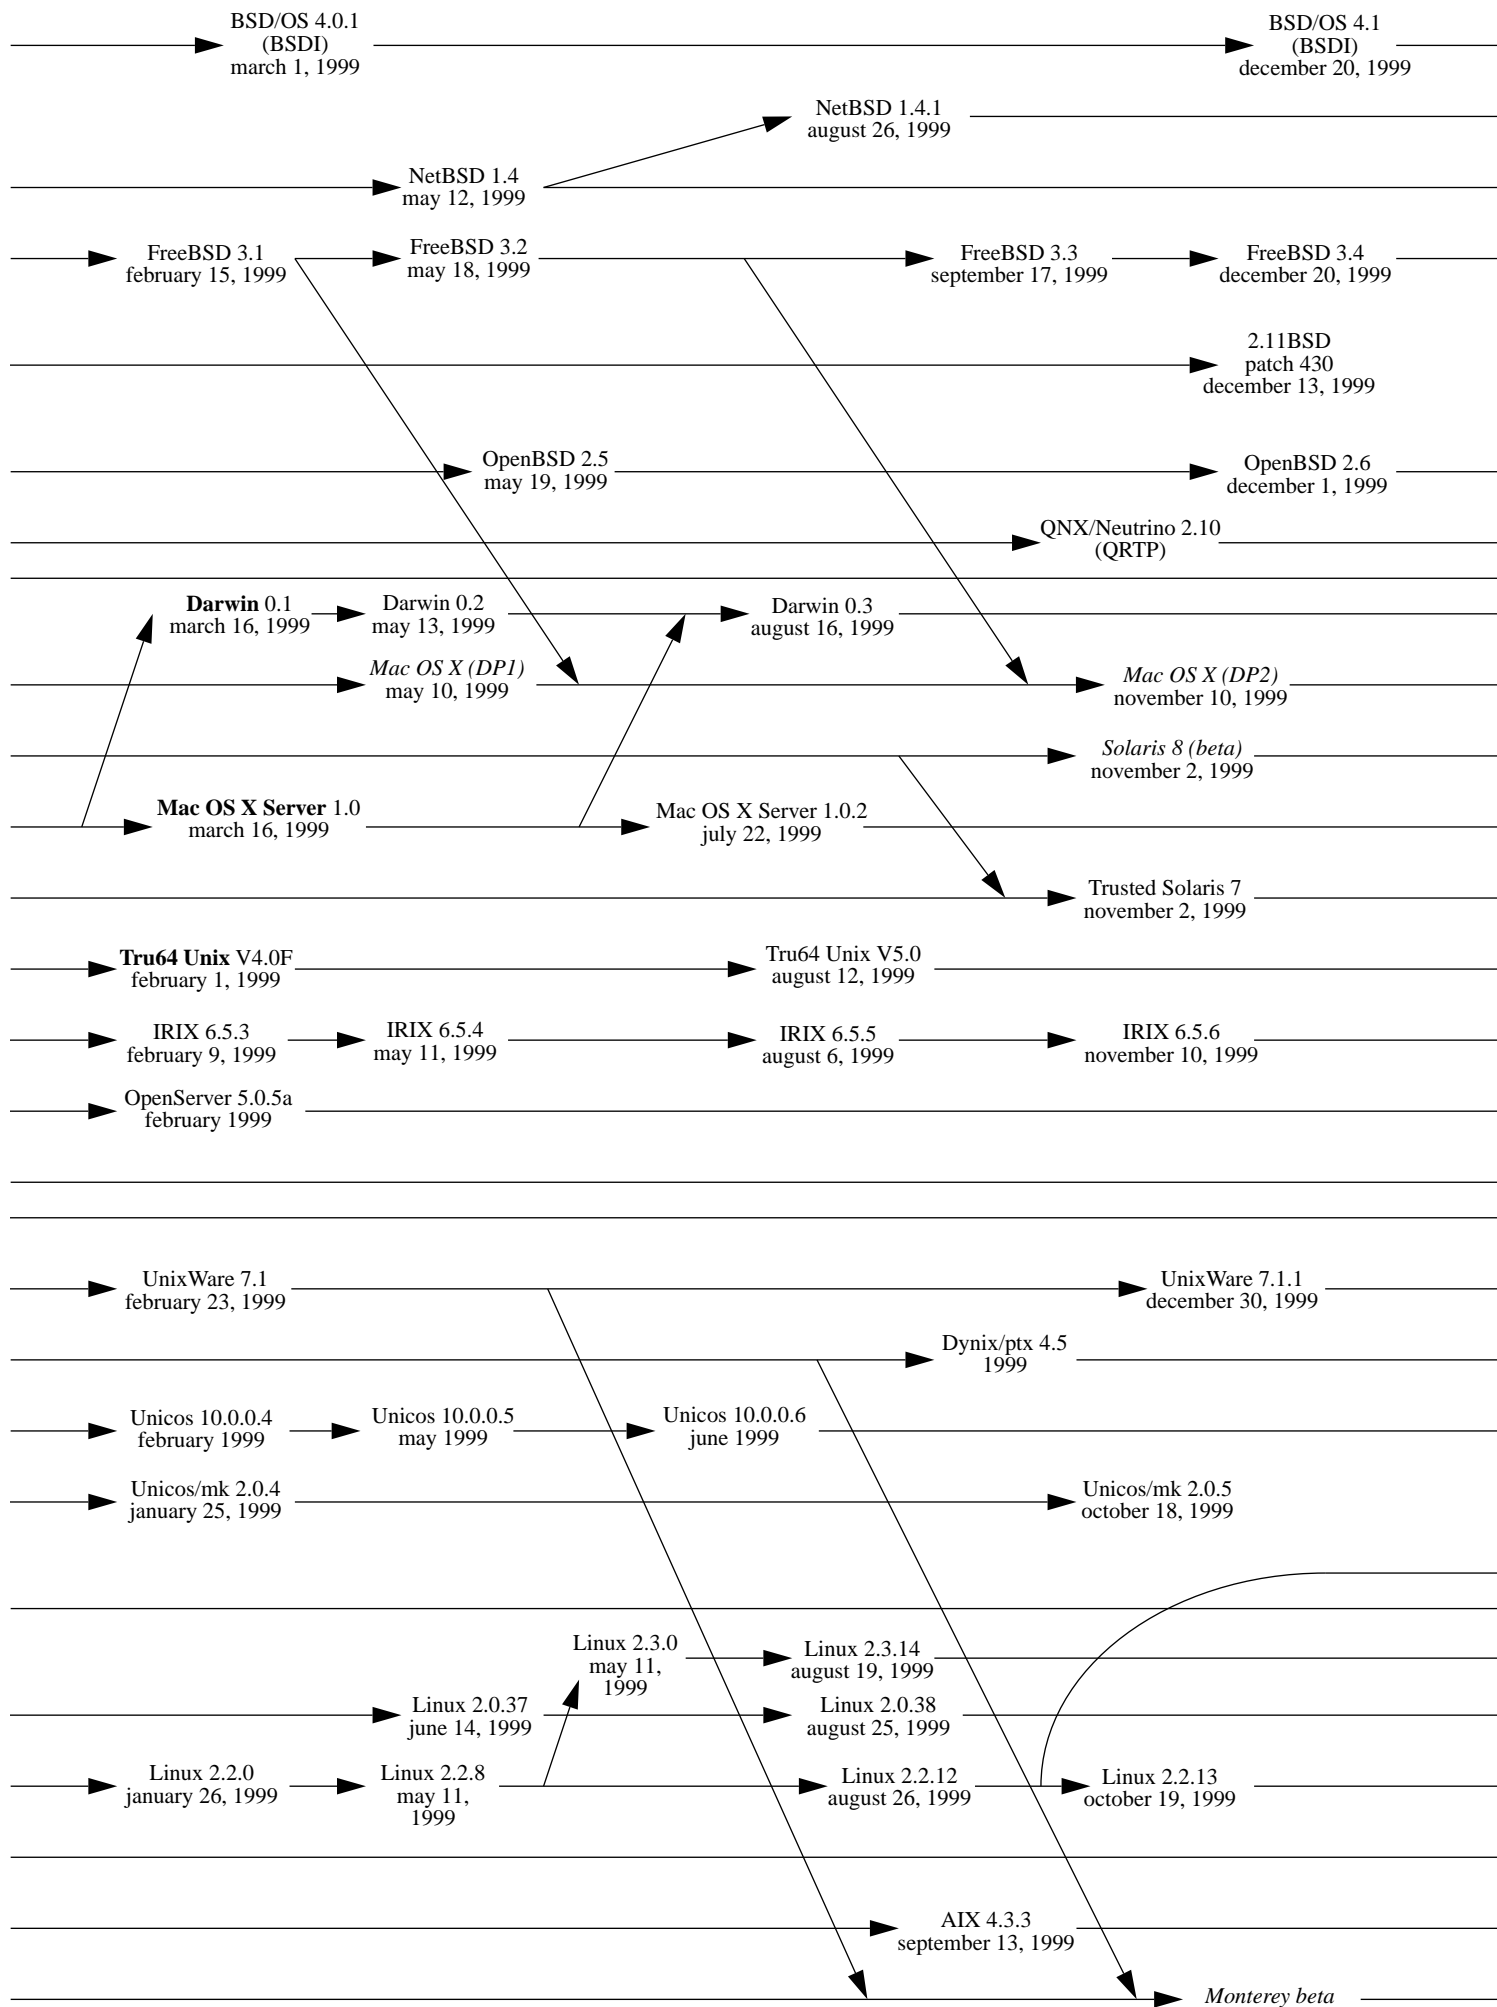 BSD/OS 4.0.1
(BSDI)
march 1, 1999
BSD/OS 4.1
(BSDI)
december 20, 1999
NetBSD 1.4.1
august 26, 1999
NetBSD 1.4
may 12, 1999
FreeBSD 3.1
february 15, 1999
FreeBSD 3.2
may 18, 1999
FreeBSD 3.3
september 17, 1999
FreeBSD 3.4
december 20, 1999
2.11BSD
patch 430
december 13, 1999
OpenBSD 2.5
may 19, 1999
OpenBSD 2.6
december 1, 1999
QNX/Neutrino 2.10
(QRTP)
Darwin 0.1
march 16, 1999
Darwin 0.2
may 13, 1999
Darwin 0.3
august 16, 1999
Mac OS X (DP1)
may 10, 1999
Mac OS X (DP2)
november 10, 1999
Solaris 8 (beta)
november 2, 1999
Mac OS X Server 1.0
march 16, 1999
Mac OS X Server 1.0.2
july 22, 1999
Trusted Solaris 7
november 2, 1999
Tru64 Unix V4.0F
february 1, 1999
Tru64 Unix V5.0
august 12, 1999
IRIX 6.5.3
february 9, 1999
IRIX 6.5.4
may 11, 1999
IRIX 6.5.5
august 6, 1999
IRIX 6.5.6
november 10, 1999
OpenServer 5.0.5a
february 1999
UnixWare 7.1
february 23, 1999
UnixWare 7.1.1
december 30, 1999
Dynix/ptx 4.5
1999
Unicos 10.0.0.4
february 1999
Unicos 10.0.0.5
may 1999
Unicos 10.0.0.6
june 1999
Unicos/mk 2.0.4
january 25, 1999
Unicos/mk 2.0.5
october 18, 1999
Linux 2.3.0
may 11,
1999
Linux 2.3.14
august 19, 1999
Linux 2.0.37
june 14, 1999
Linux 2.0.38
august 25, 1999
Linux 2.2.0
january 26, 1999
Linux 2.2.8
may 11,
1999
Linux 2.2.12
august 26, 1999
Linux 2.2.13
october 19, 1999
AIX 4.3.3
september 13, 1999
Monterey beta